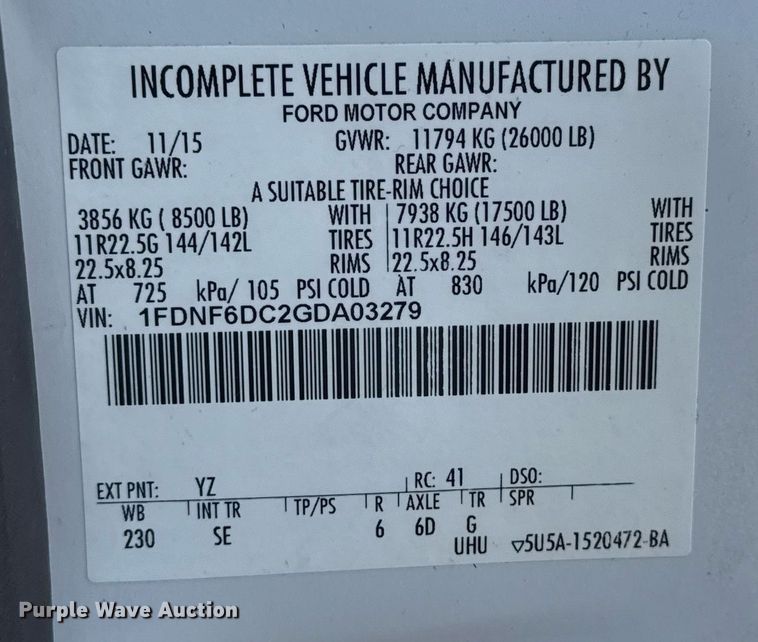 INCOMPLETE VEHICLE MANUFACTURED BY
FORD MOTOR COMPANY
DATE: 11/15 GVWR: 11794 KG (26000 LB)
FRONT GAWR: REAR GAWR:
A SUITABLE TIRE-RIM CHOICE
3856 KG ( 8500 LB) WITH 7938 KG (17500 LB) WITH
11R22.5G 144/142L TIRES 11R22.5H 146/143L TIRES
22.5x8.25 RIMS 22.5x8.25 RIMS
AT 725 kPa/ 105 PSI COLD AT 830 kPa/120 PSI COLD
VIN: 1FDNF6DC2GDA03279
EXT PNT: YZ RC: 41 DSO:
WB INT TR TP/PS R AXLE TR SPR
230 SE 6 6D G
UHU ▽5U5A-1520472-BA
Purple Wave Auction